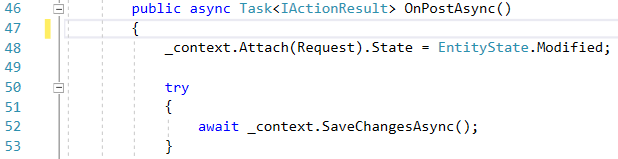 46 public async Task<IActionResult> OnPostAsync()
47 {
48 _context.Attach(Request).State = EntityState.Modified;
49
50 try
51 {
52 await _context.SaveChangesAsync();
53 }